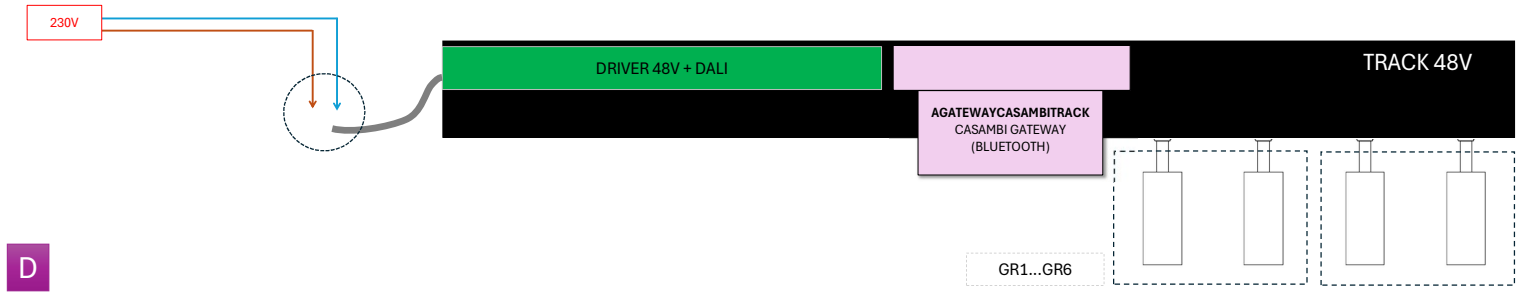 230V
DRIVER 48V + DALI
TRACK 48V
AGATEWAYCASAMBITRACK
CASAMBI GATEWAY
(BLUETOOTH)
D
GR1...GR6